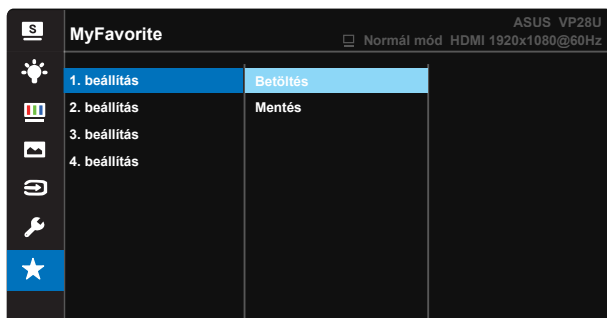 S
MyFavorite
ASUS VP28U
Normál mód HDMI 1920x1080@60Hz
1. beállítás
Betöltés
2. beállítás
Mentés
3. beállítás
4. beállítás